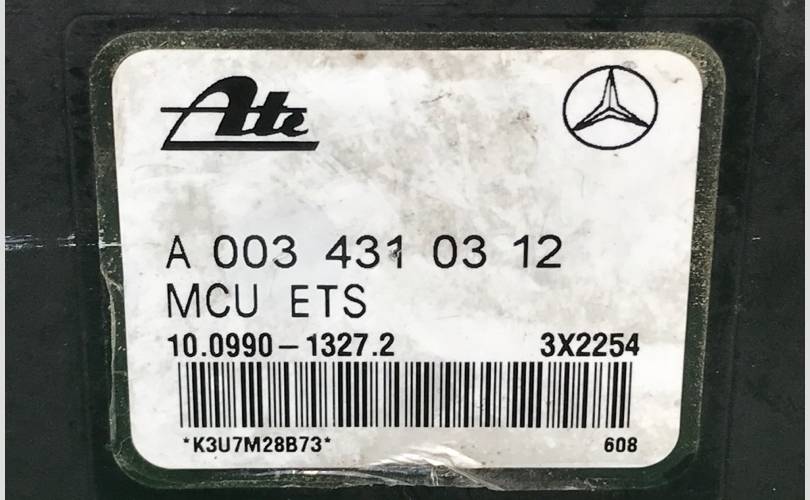 Ate
A 003 431 03 12
MCU ETS
10.0990-1327.2 3X2254
*K3U7M28B73* 608